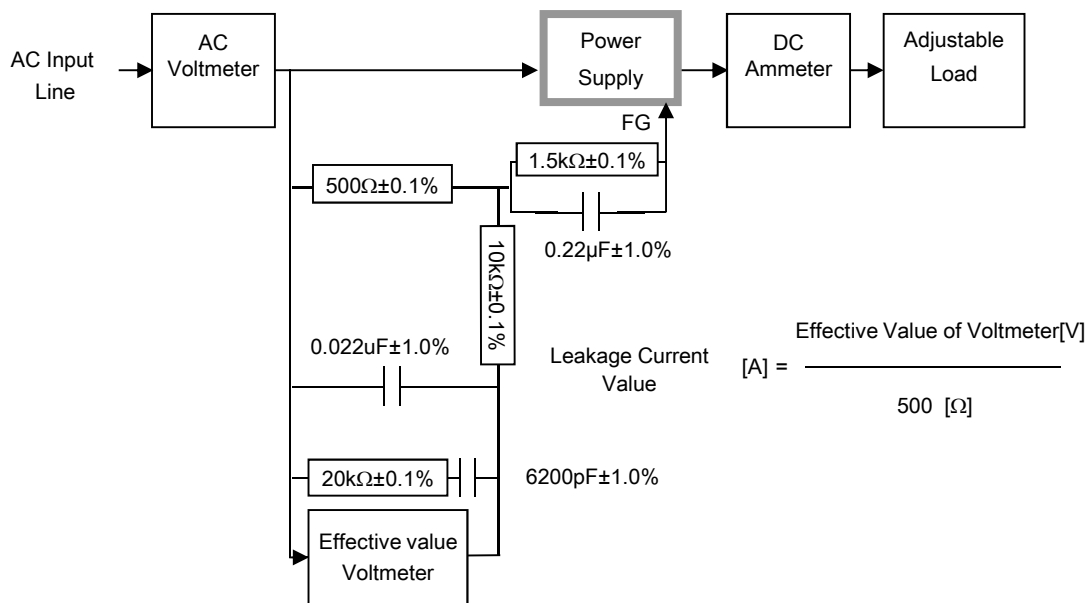 AC Input
Line
AC
Voltmeter
Power
Supply
DC
Ammeter
Adjustable
Load
FG
1.5kΩ±0.1%
500Ω±0.1%
0.22μF±1.0%
10kΩ±0.1%
0.022uF±1.0%
Leakage Current
Value
[A] =
Effective Value of Voltmeter[V]
500 [Ω]
20kΩ±0.1%
6200pF±1.0%
Effective value
Voltmeter